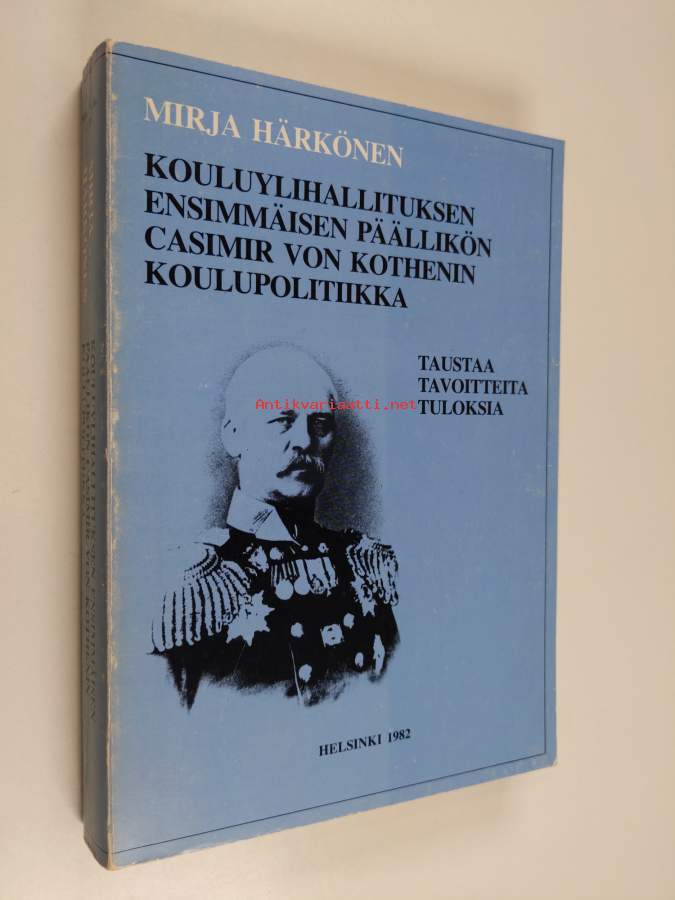 MIRJA HÄRKÖNEN
KOULUYLIHALLITUKSEN
ENSIMMÄISEN PÄÄLLIKÖN
CASIMIR VON KOTHENIN
KOULUPOLITIIKKA
TAUSTAA
TAVOITTEITA
TULOKSIA
Antikvariaatti.net
HELSINKI 1982